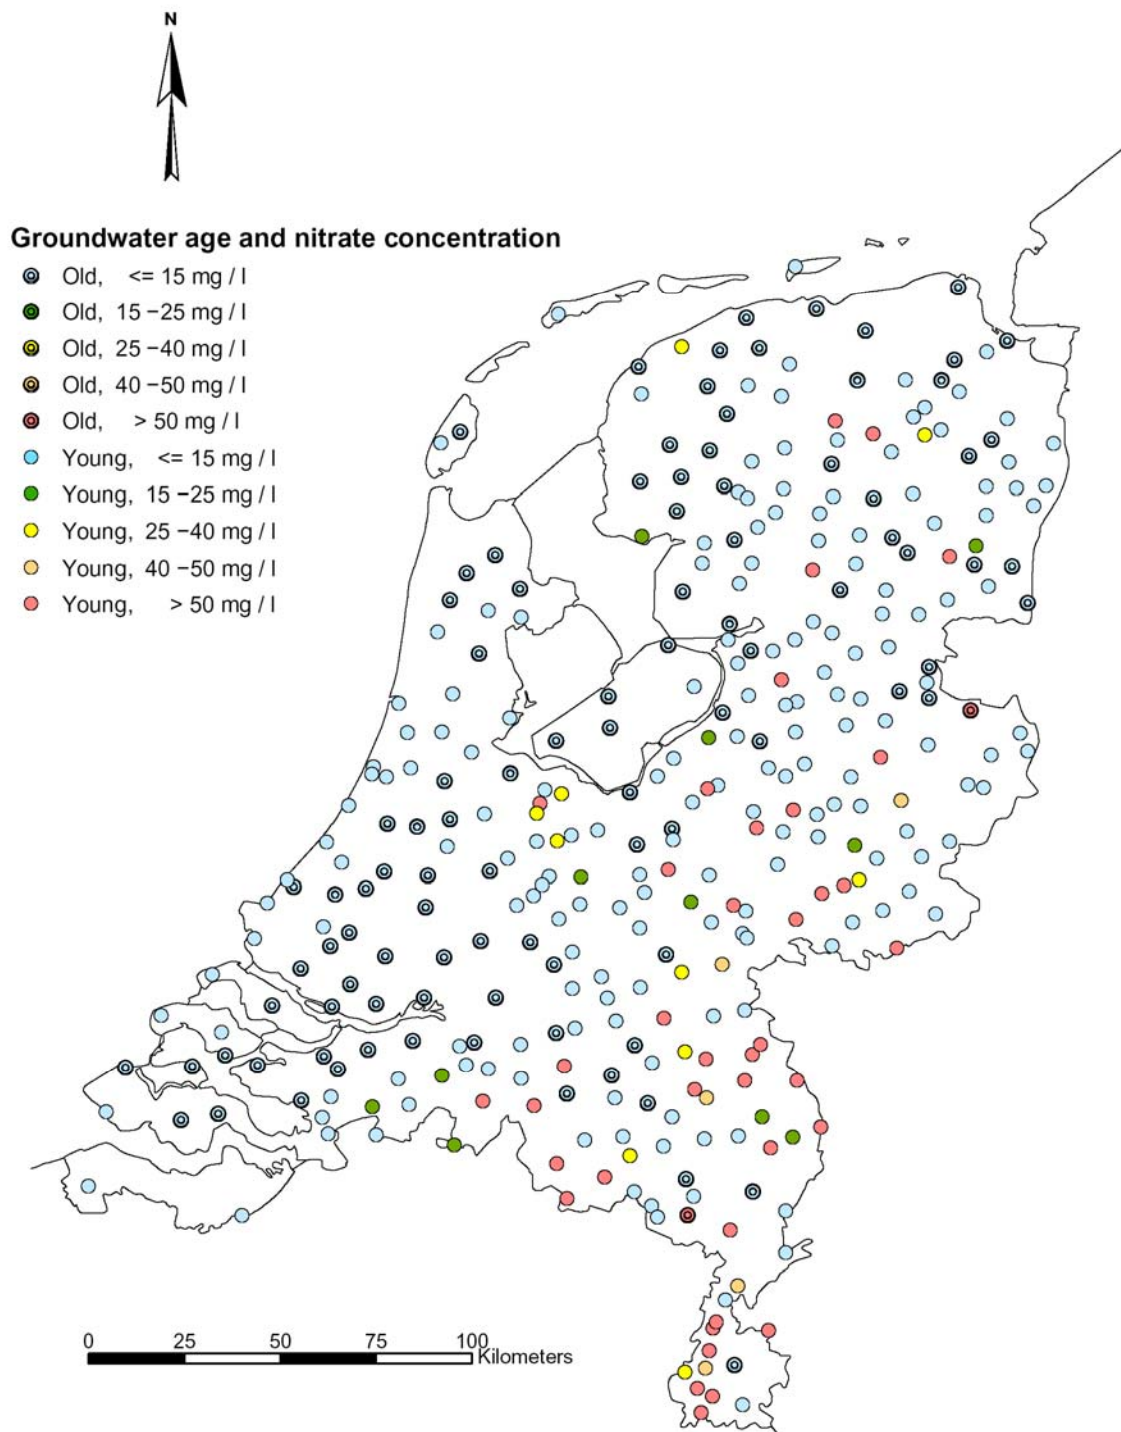 N
Groundwater age and nitrate concentration
Old, <= 15 mg / l
Old, 15 −25 mg / l
Old, 25 −40 mg / l
Old, 40 −50 mg / l
Old, > 50 mg / l
Young, <= 15 mg / l
Young, 15 −25 mg / l
Young, 25 −40 mg / l
Young, 40 −50 mg / l
Young, > 50 mg / l
0 25 50 75 100
Kilometers